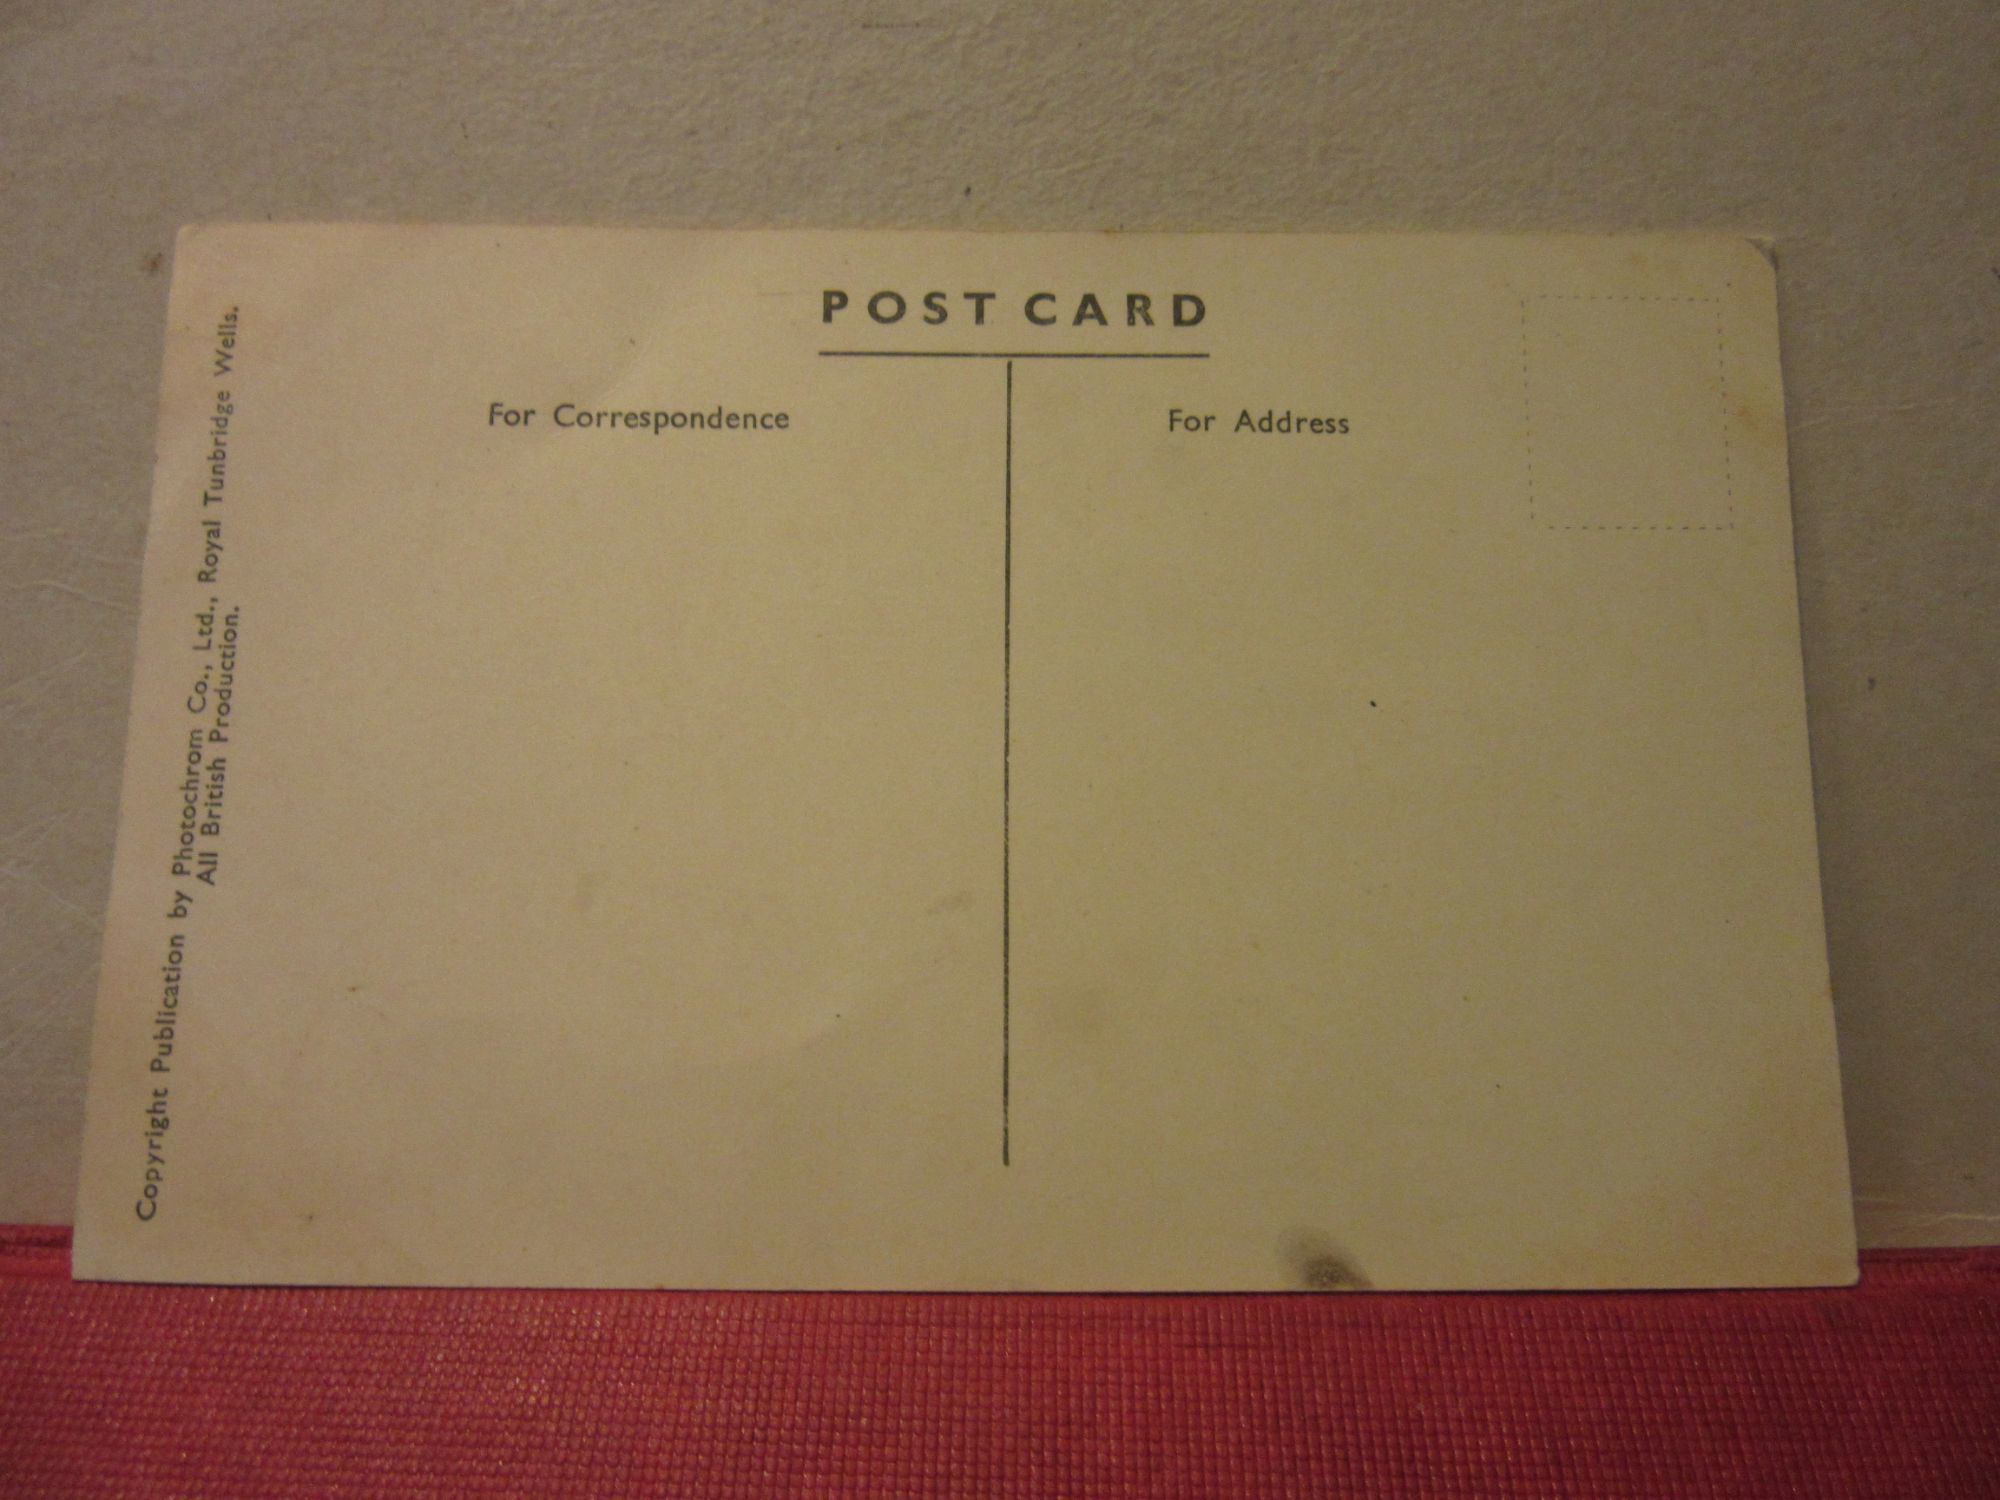 POST CARD
For Correspondence
For Address
Copyright Publication by Photochrom Co., Ltd., Royal Tunbridge Wells.
All British Production.